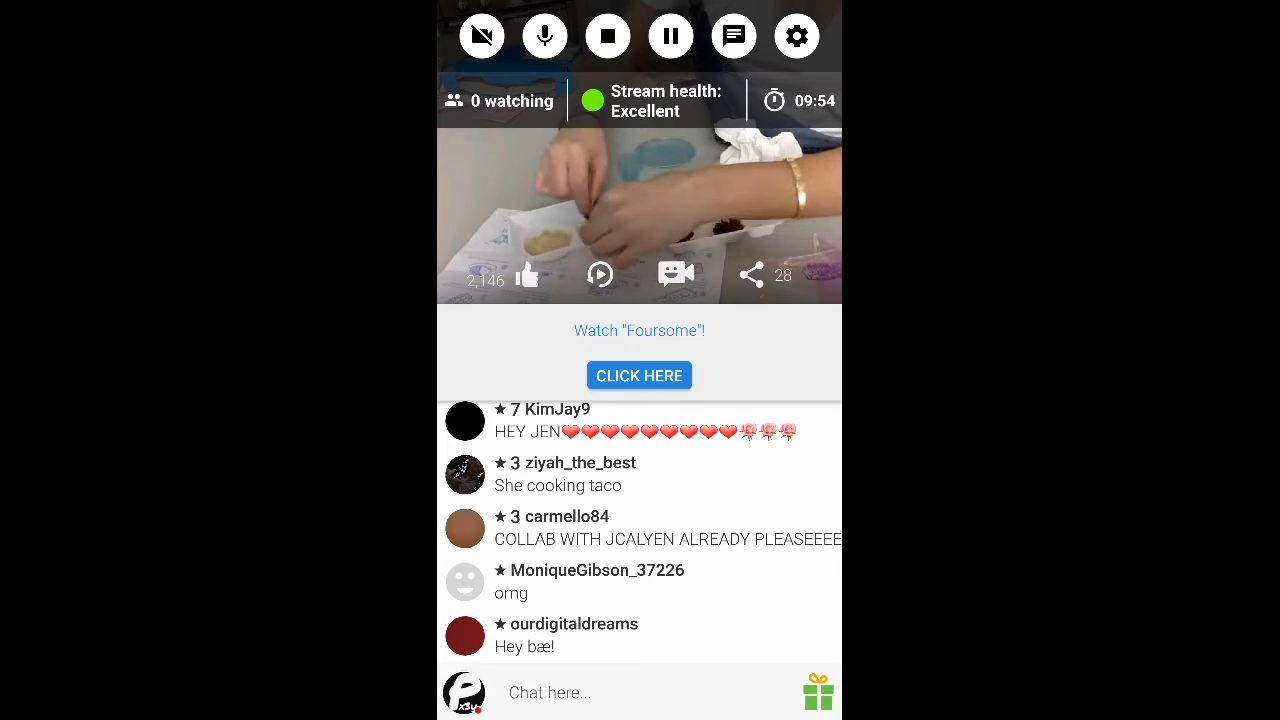 0 watching
Stream health:
Excellent
09:54
2,146
28
Watch "Foursome"!
CLICK HERE
★ 7 KimJay9
HEY JEN❤❤❤❤❤❤❤❤❤🌹🌹🌹
★ 3 ziyah_the_best
She cooking taco
★ 3 carmello84
COLLAB WITH JCALYEN ALREADY PLEASEEEE
★ MoniqueGibson_37226
omg
★ ourdigitaldreams
Hey bæ!
Chat here...